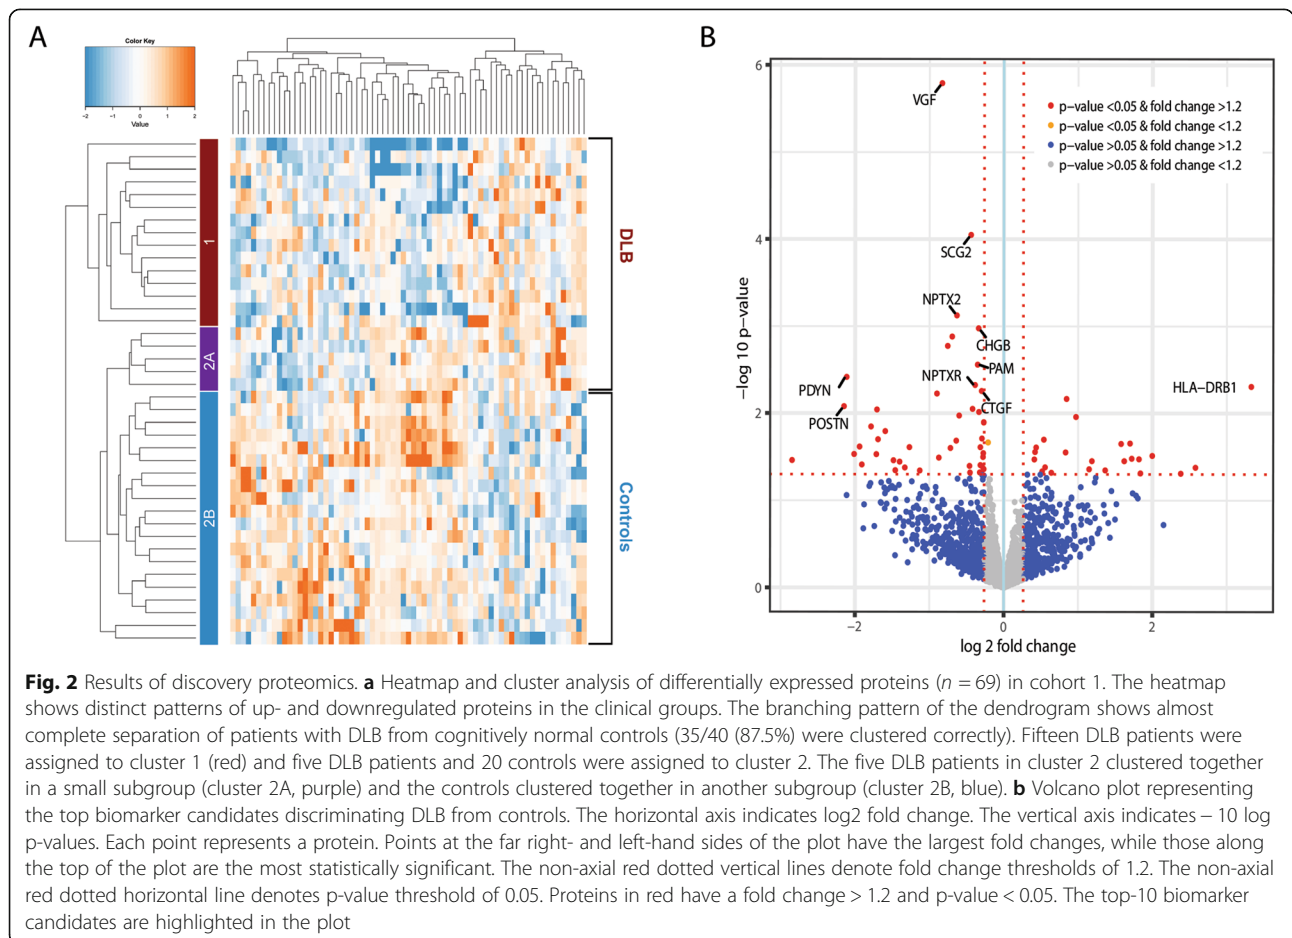 A
Color Key
-2
-1
0
1
2
Value
1
2A
2B
DLB
Controls
B
6
4
2
0
−log 10 p−value
−2
0
2
log 2 fold change
p−value <0.05 & fold change >1.2
p−value <0.05 & fold change <1.2
p−value >0.05 & fold change >1.2
p−value >0.05 & fold change <1.2
VGF
SCG2
NPTX2
CHGB
PAM
NPTXR
CTGF
PDYN
POSTN
HLA−DRB1
Fig. 2 Results of discovery proteomics. a Heatmap and cluster analysis of differentially expressed proteins (n = 69) in cohort 1. The heatmap
shows distinct patterns of up- and downregulated proteins in the clinical groups. The branching pattern of the dendrogram shows almost
complete separation of patients with DLB from cognitively normal controls (35/40 (87.5%) were clustered correctly). Fifteen DLB patients were
assigned to cluster 1 (red) and five DLB patients and 20 controls were assigned to cluster 2. The five DLB patients in cluster 2 clustered together
in a small subgroup (cluster 2A, purple) and the controls clustered together in another subgroup (cluster 2B, blue). b Volcano plot representing
the top biomarker candidates discriminating DLB from controls. The horizontal axis indicates log2 fold change. The vertical axis indicates − 10 log
p-values. Each point represents a protein. Points at the far right- and left-hand sides of the plot have the largest fold changes, while those along
the top of the plot are the most statistically significant. The non-axial red dotted vertical lines denote fold change thresholds of 1.2. The non-axial
red dotted horizontal line denotes p-value threshold of 0.05. Proteins in red have a fold change > 1.2 and p-value < 0.05. The top-10 biomarker
candidates are highlighted in the plot